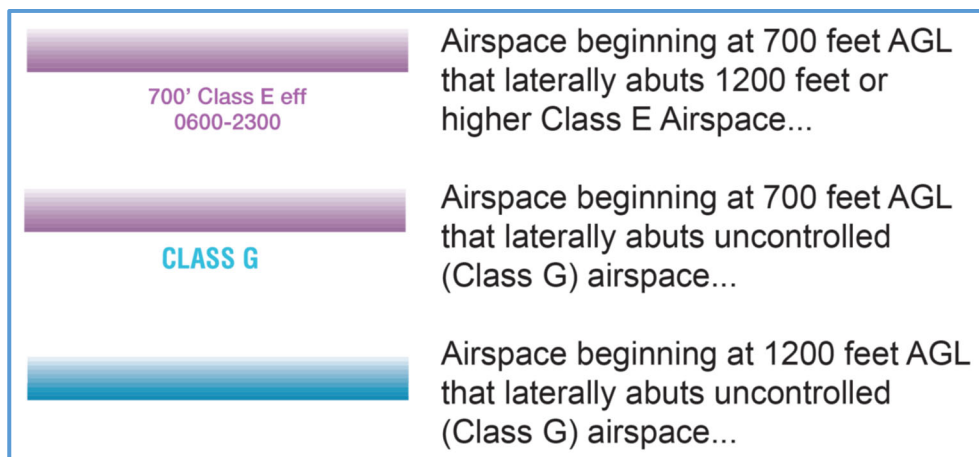 Airspace beginning at 700 feet AGL
that laterally abuts 1200 feet or
higher Class E Airspace...
700' Class E eff
0600-2300
Airspace beginning at 700 feet AGL
that laterally abuts uncontrolled
(Class G) airspace...
CLASS G
Airspace beginning at 1200 feet AGL
that laterally abuts uncontrolled
(Class G) airspace...